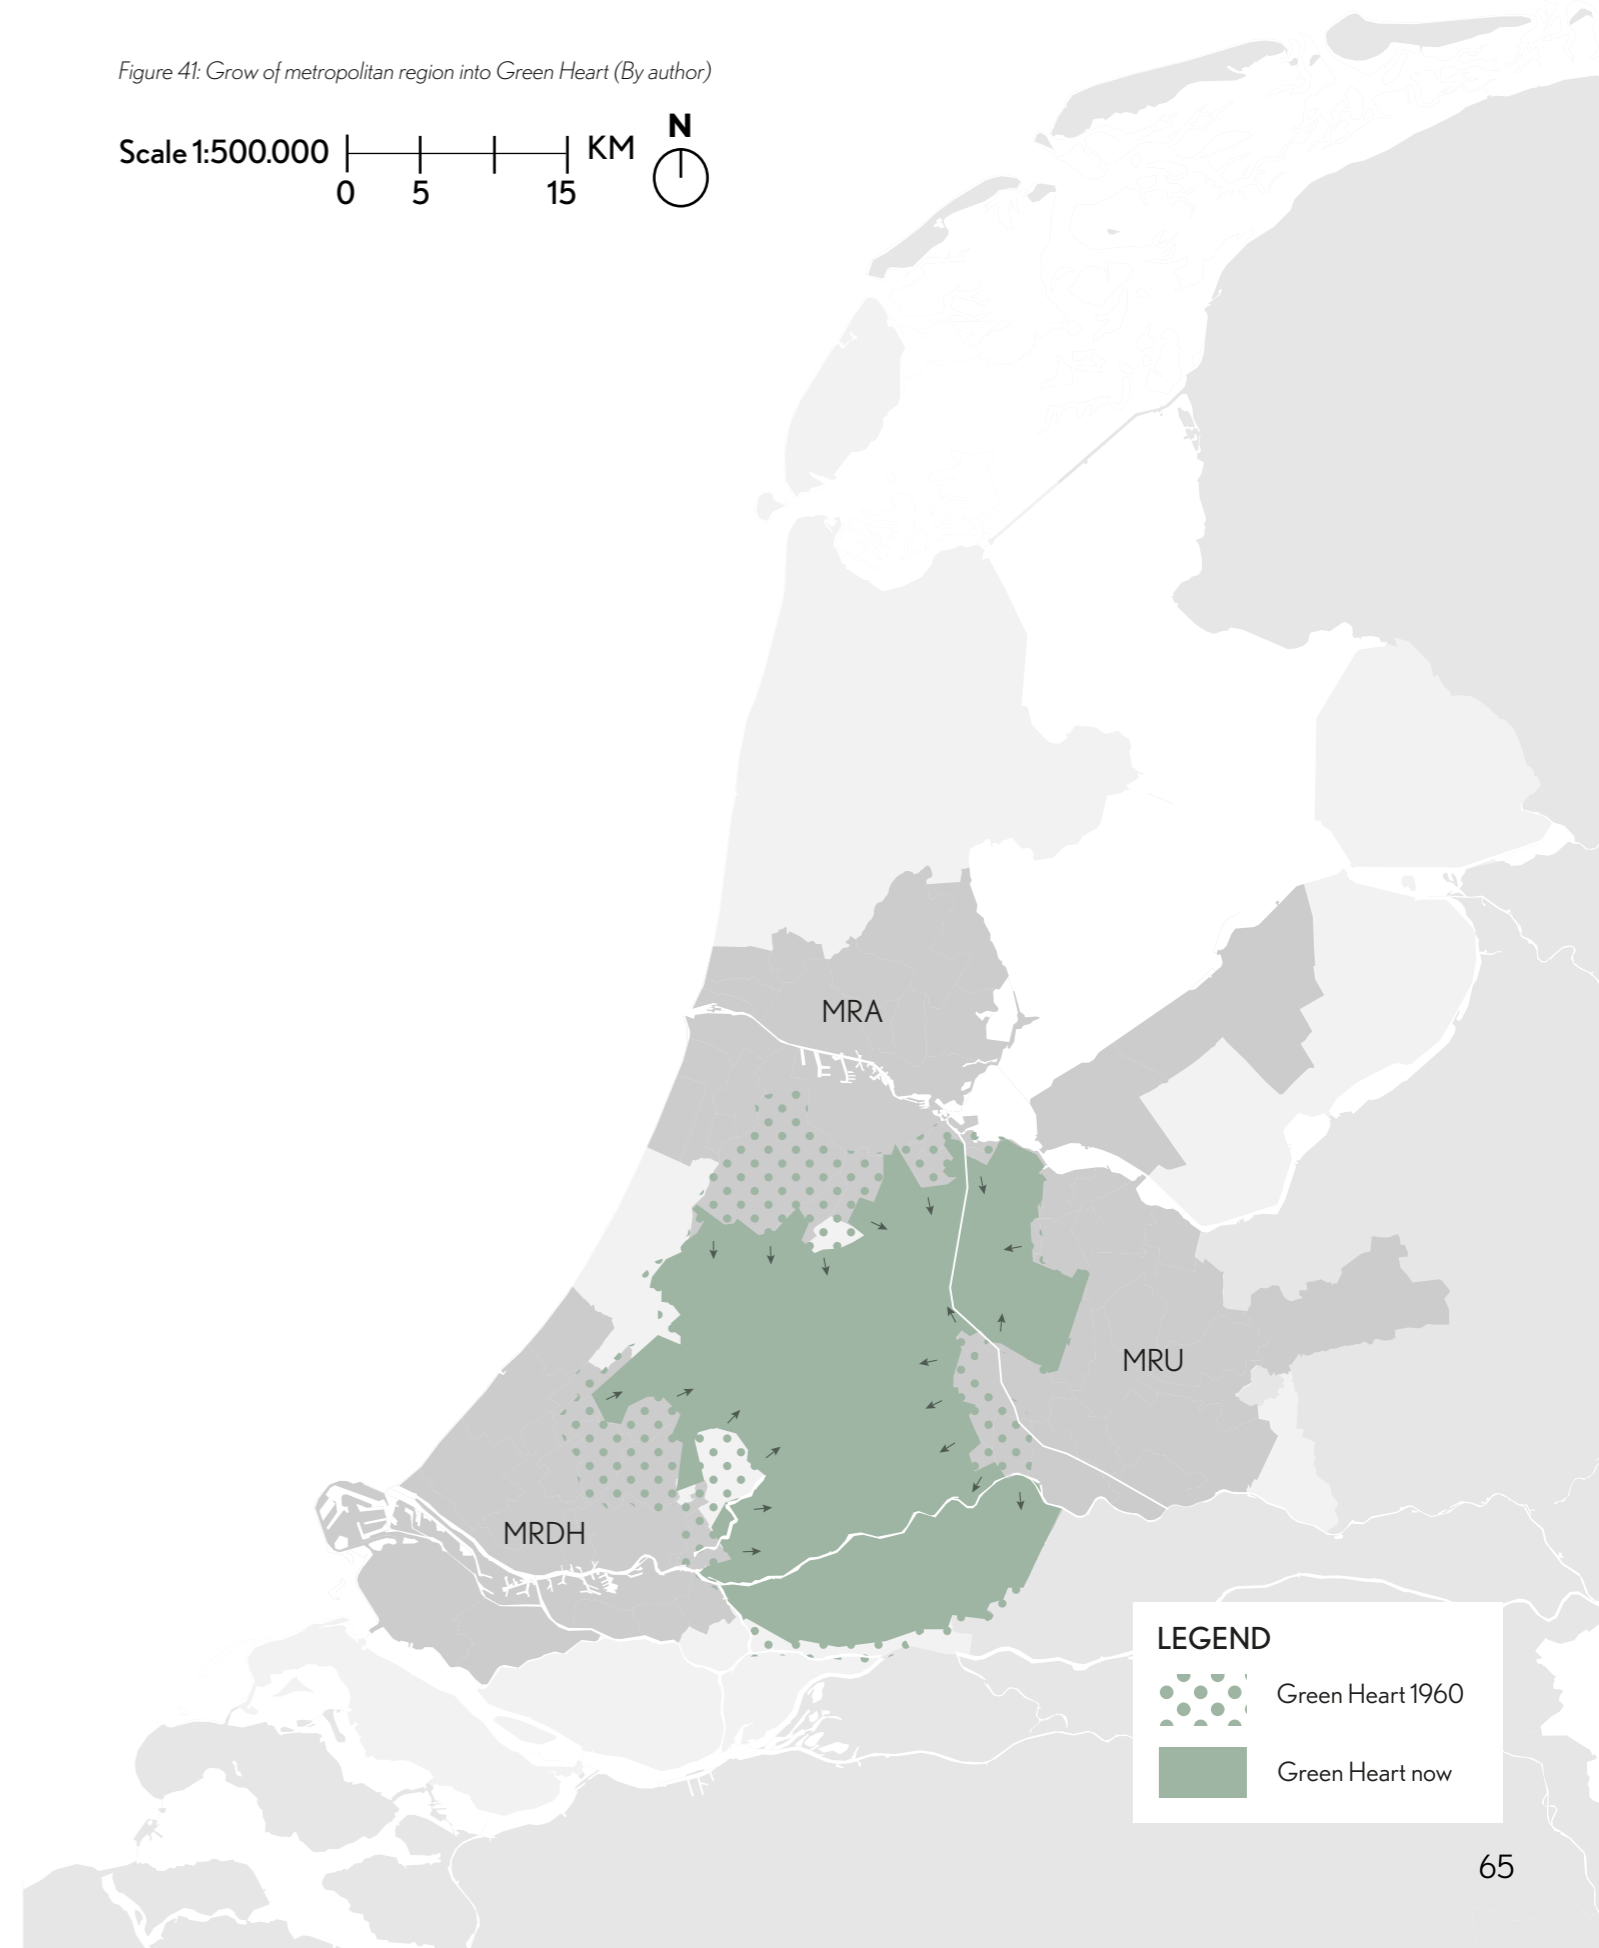 Figure 41: Grow of metropolitan region into Green Heart (By author)
Scale 1:500.000
KM
N
0 5 15
MRA
MRU
MRDH
LEGEND
Green Heart 1960
Green Heart now
65